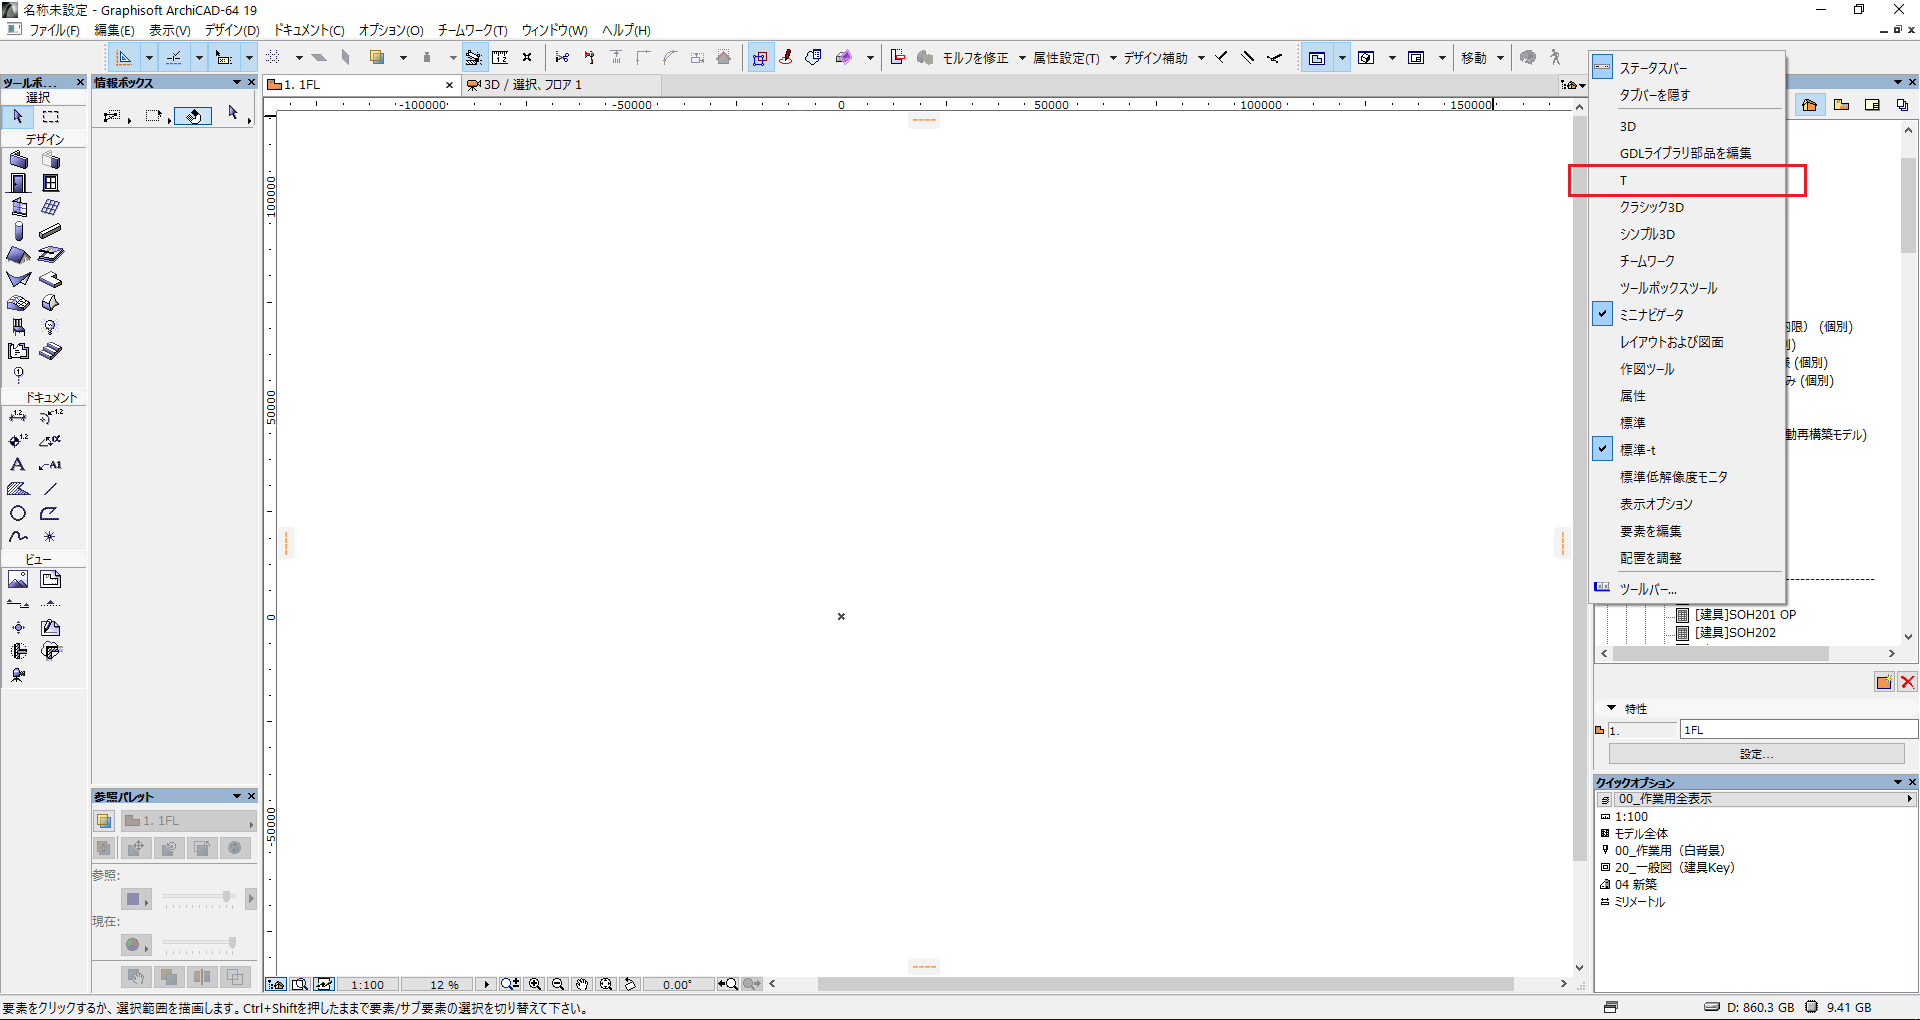 名称未設定 - Graphisoft ArchiCAD-64 19
ファイル(F) 編集(E) 表示(V) デザイン(D) ドキュメント(C) オプション(O) チームワーク(T) ウィンドウ(W) ヘルプ(H)
モルフを修正 属性設定(T) デザイン補助 移動
ツールボ...
選択
デザイン
ドキュメント
ビュー
情報ボックス
1. 1FL
3D / 選択、フロア 1
-100000 -50000 0 50000 100000 150000
100000
50000
0
-50000
ステータスバー
タブバーを隠す
3D
GDLライブラリ部品を編集
T
クラシック3D
シンプル3D
チームワーク
ツールボックスツール
ミニナビゲータ
レイアウトおよび図面
作図ツール
属性
標準
標準-t
標準低解像度モニタ
表示オプション
要素を編集
配置を調整
ツールバー...
限） (個別)
)
(個別)
み (個別)
動再構築モデル)
[建具]SOH201 OP
[建具]SOH202
特性
1.
1FL
設定...
クイックオプション
00_作業用全表示
1:100
モデル全体
00_作業用（白背景）
20_一般図（建具Key）
04 新築
ミリメートル
参照パレット
1. 1FL
参照:
現在:
1:100 12 % 0.00°
要素をクリックするか、選択範囲を描画します。Ctrl+Shiftを押したままで要素/サブ要素の選択を切り替えて下さい。
D: 860.3 GB 9.41 GB